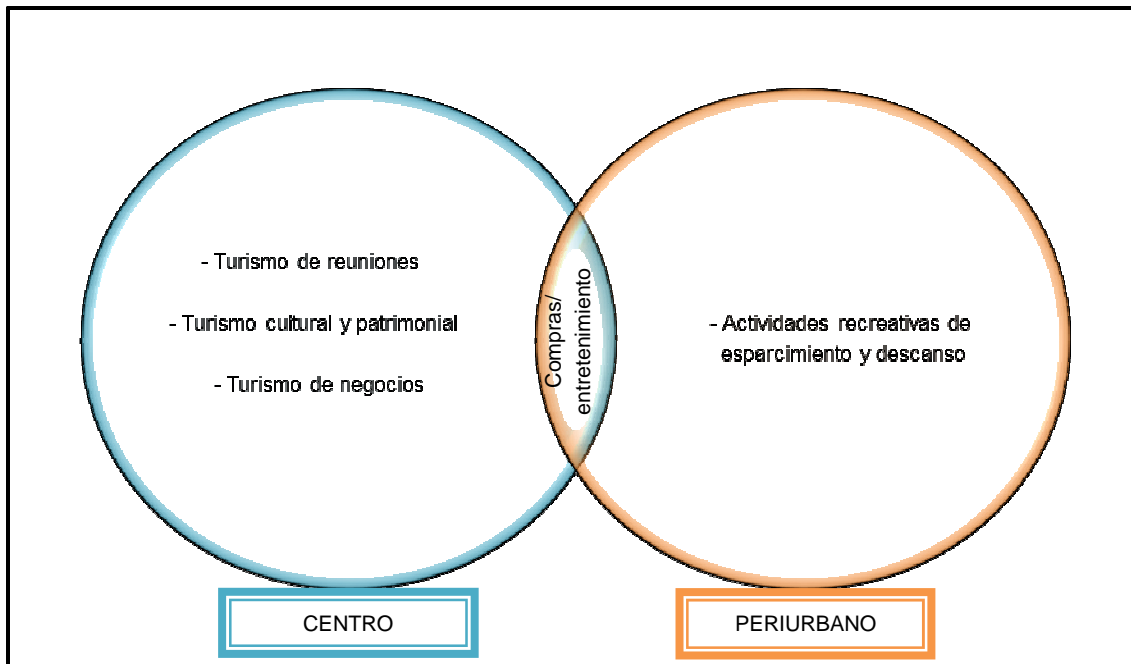 - Turismo de reuniones
- Turismo cultural y patrimonial
- Turismo de negocios
Compras/
entretenimiento
- Actividades recreativas de
esparcimiento y descanso
CENTRO
PERIURBANO